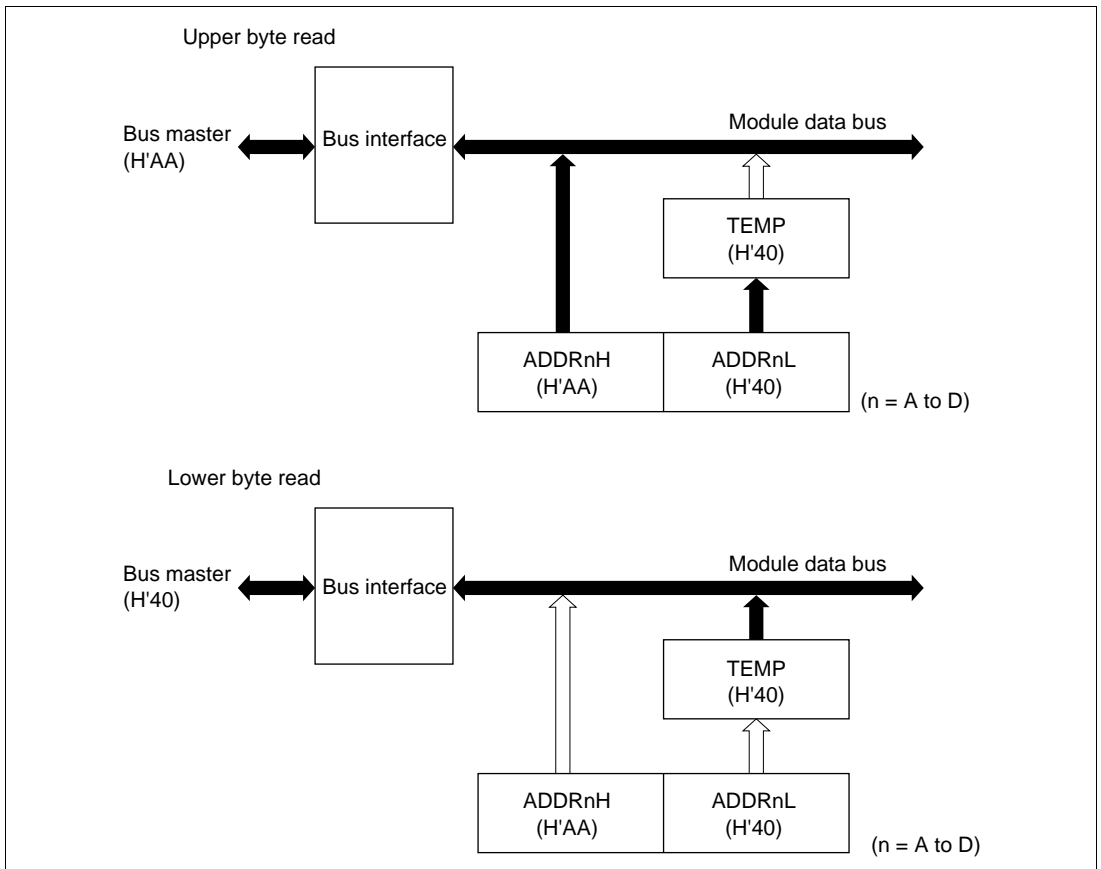 Upper byte read
Bus master
(H'AA)
Bus interface
Module data bus
TEMP
(H'40)
ADDRnH
(H'AA)
ADDRnL
(H'40)
(n = A to D)
Lower byte read
Bus master
(H'40)
Bus interface
Module data bus
TEMP
(H'40)
ADDRnH
(H'AA)
ADDRnL
(H'40)
(n = A to D)